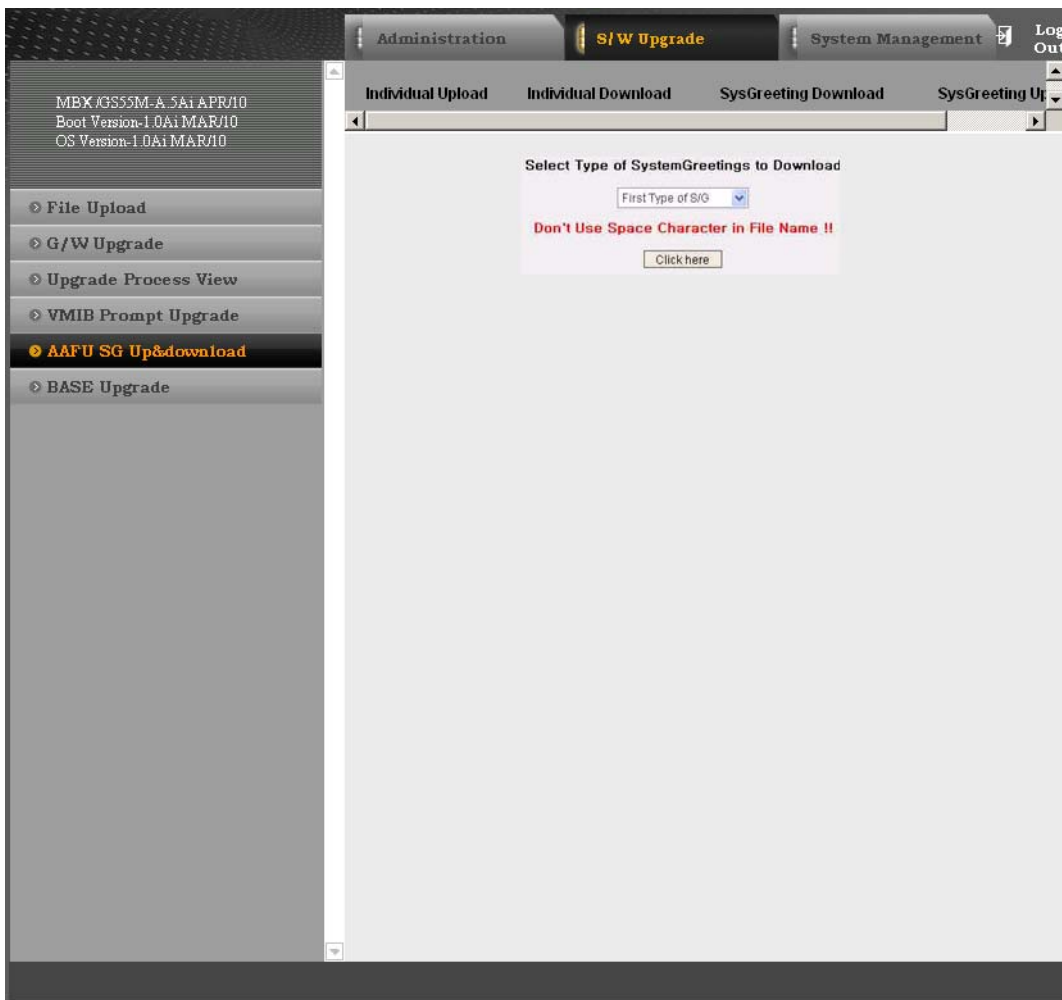 Administration
S/W Upgrade
System Management
Log Out
MBX /GS55M-A.5Ai APR/10
Boot Version-1.0Ai MAR/10
OS Version-1.0Ai MAR/10
Individual Upload
Individual Download
SysGreeting Download
SysGreeting
File Upload
G/W Upgrade
Upgrade Process View
VMIB Prompt Upgrade
AAFU SG Up&download
BASE Upgrade
Select Type of SystemGreetings to Download
First Type of S/G
Don't Use Space Character in File Name !!
Click here